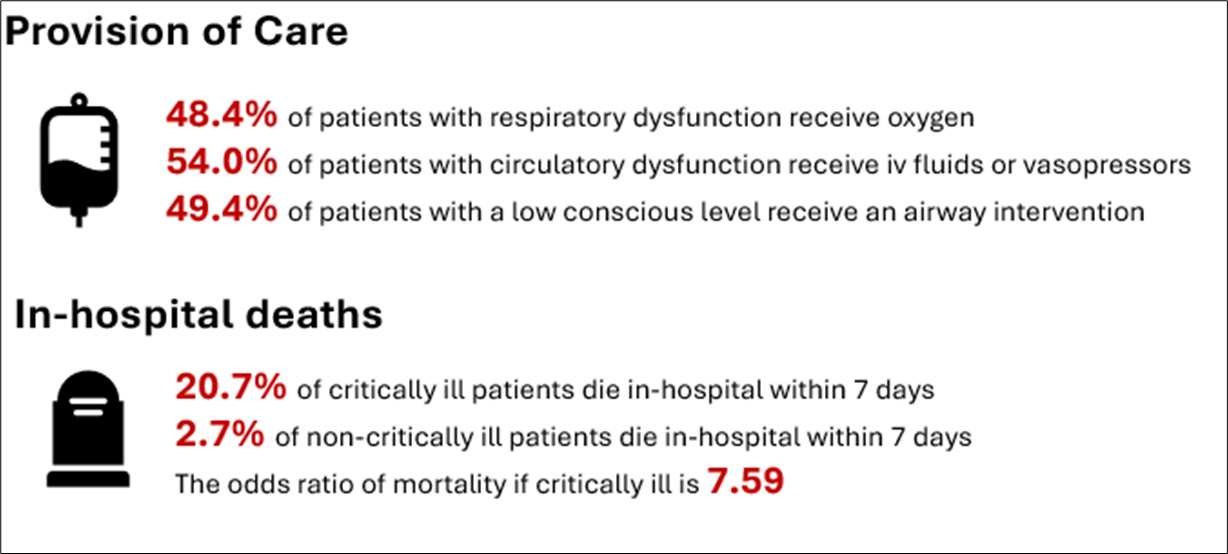 Provision of Care
48.4% of patients with respiratory dysfunction receive oxygen
54.0% of patients with circulatory dysfunction receive iv fluids or vasopressors
49.4% of patients with a low conscious level receive an airway intervention
In-hospital deaths
20.7% of critically ill patients die in-hospital within 7 days
2.7% of non-critically ill patients die in-hospital within 7 days
The odds ratio of mortality if critically ill is 7.59